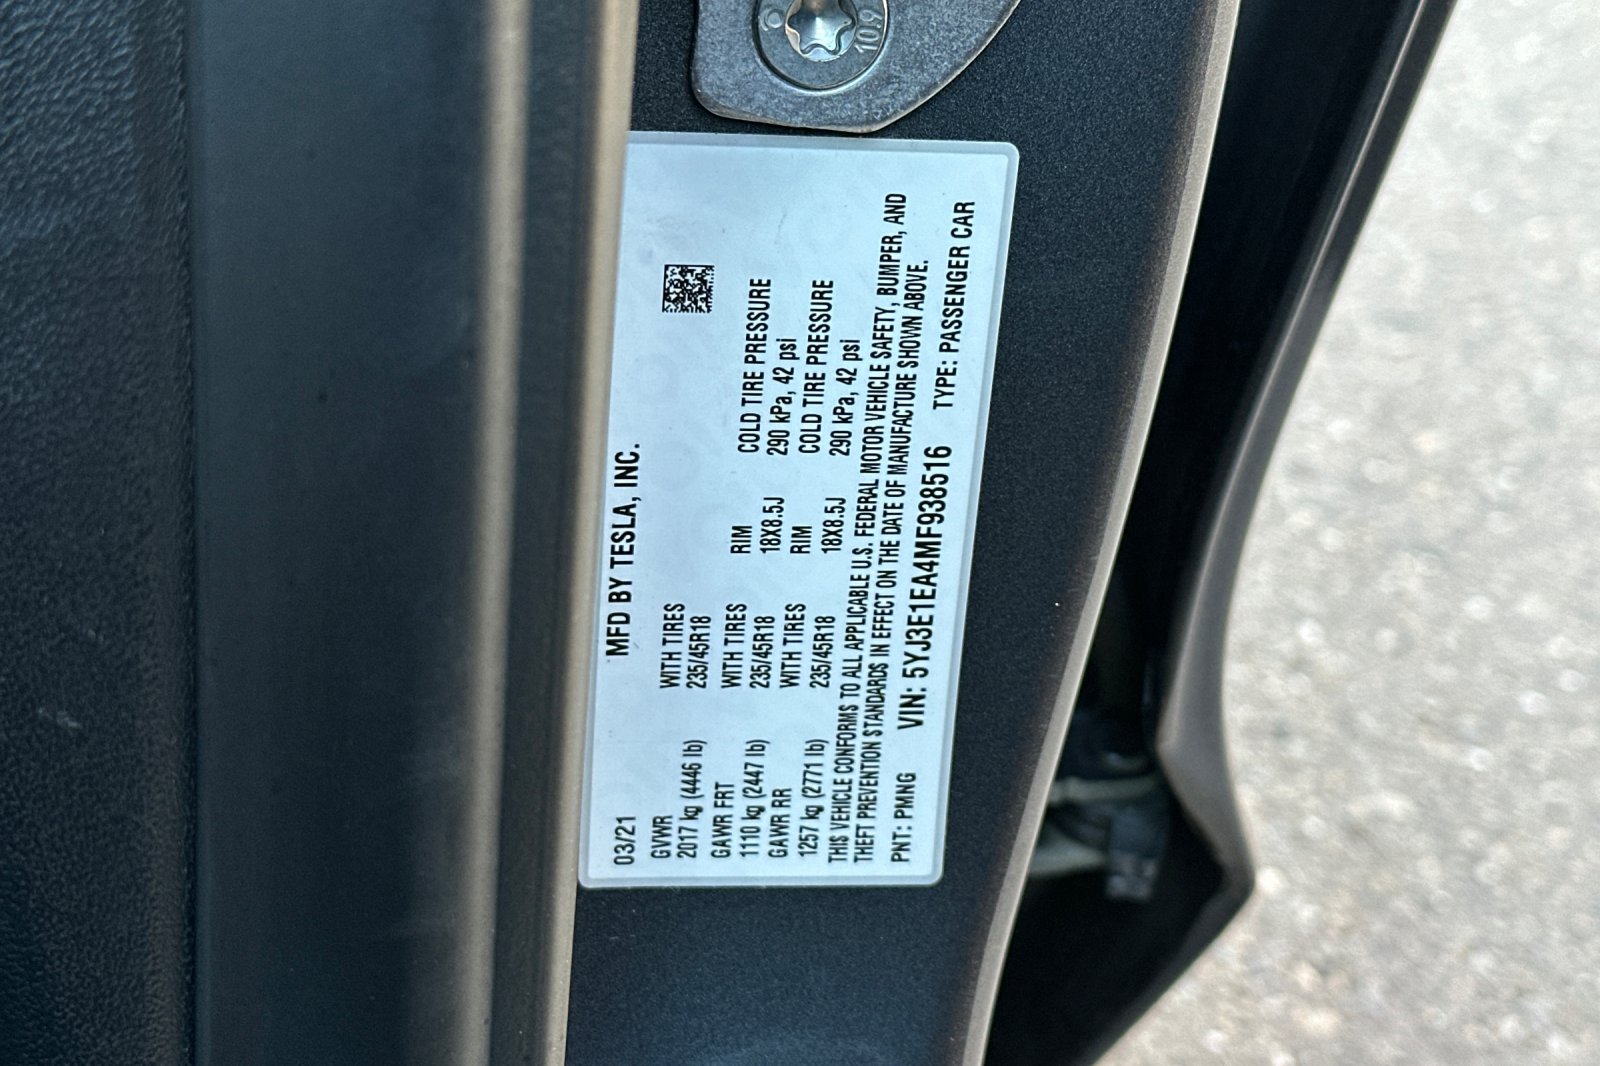 10.9
MFD BY TESLA, INC.
03/21
GVWR WITH TIRES
2017 kg (4446 lb) 235/45R18
GAWR FRT WITH TIRES RIM COLD TIRE PRESSURE
1110 kg (2447 lb) 235/45R18 18X8.5J 290 kPa, 42 psi
GAWR RR WITH TIRES RIM COLD TIRE PRESSURE
1257 kg (2771 lb) 235/45R18 18X8.5J 290 kPa, 42 psi
THIS VEHICLE CONFORMS TO ALL APPLICABLE U.S. FEDERAL MOTOR VEHICLE SAFETY, BUMPER, AND
THEFT PREVENTION STANDARDS IN EFFECT ON THE DATE OF MANUFACTURE SHOWN ABOVE.
PNT: PMNG VIN: 5YJ3E1EA4MF938516 TYPE: PASSENGER CAR